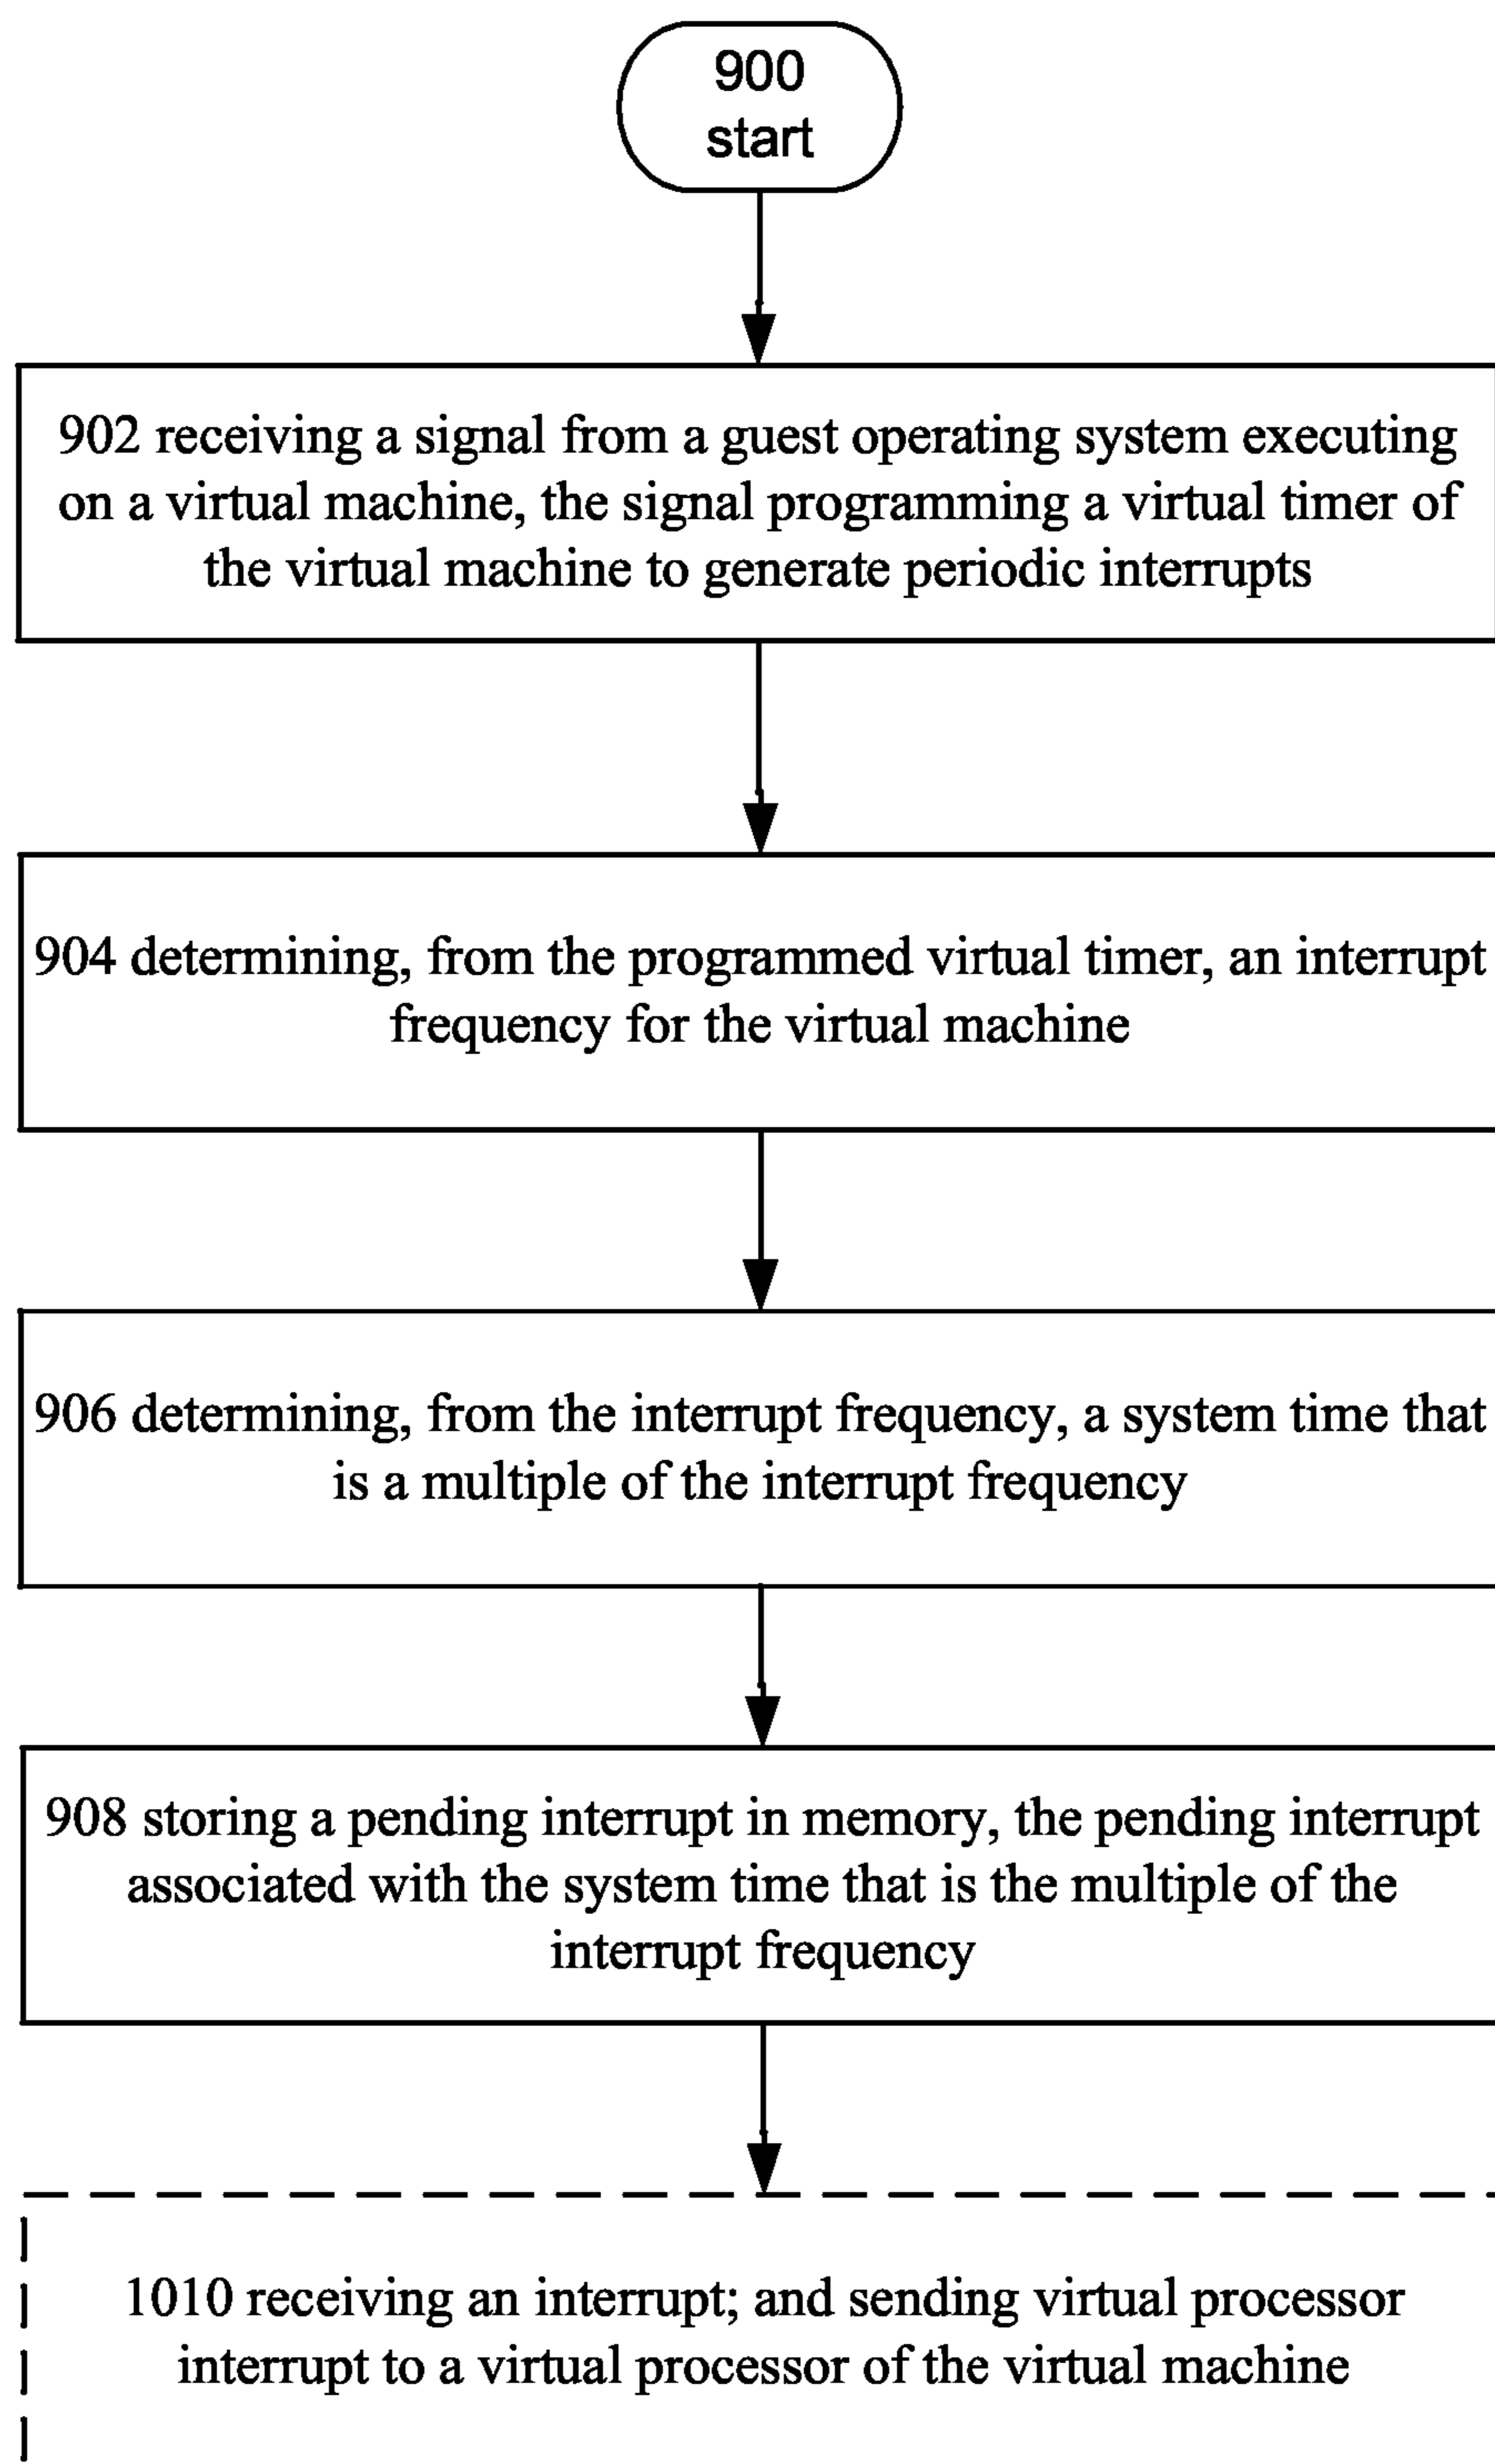 900
start
902 receiving a signal from a guest operating system executing
on a virtual machine, the signal programming a virtual timer of
the virtual machine to generate periodic interrupts
904 determining, from the programmed virtual timer, an interrupt
frequency for the virtual machine
906 determining, from the interrupt frequency, a system time that
is a multiple of the interrupt frequency
908 storing a pending interrupt in memory, the pending interrupt
associated with the system time that is the multiple of the
interrupt frequency
1010 receiving an interrupt; and sending virtual processor
interrupt to a virtual processor of the virtual machine